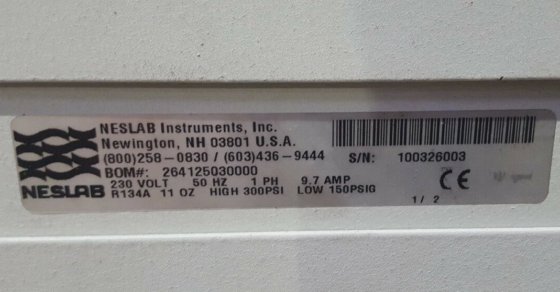 NESLAB Instruments, Inc.
Newington, NH 03801 U.S.A.
(800)258-0830 / (603)436-9444
S/N: 100326003
BOM#: 264125030000
230 VOLT 50 HZ 1 PH 9.7 AMP
R134A 11 OZ HIGH 300PSI LOW 150PSIG
NESLAB
CE
1/ 2